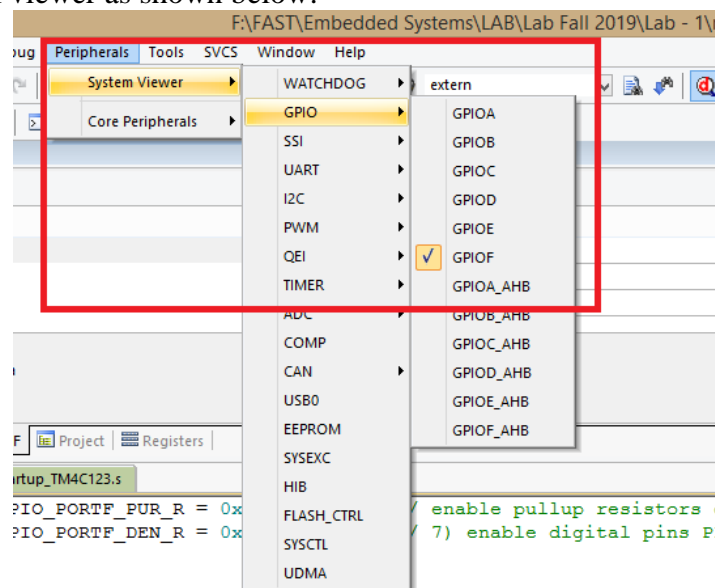 viewer as shown below.
F:\FAST\Embedded Systems\LAB\Lab Fall 2019\Lab - 1\
Peripherals Tools SVCS Window Help
System Viewer WATCHDOG extern
Core Peripherals GPIO GPIOA
SSI GPIOB
UART GPIOC
I2C GPIOD
PWM GPIOE
QEI GPIOF
TIMER GPIOA_AHB
ADC GPIOB_AHB
COMP GPIOC_AHB
CAN GPIOD_AHB
USB0 GPIOE_AHB
EEPROM GPIOF_AHB
F Project Registers
SYSEXC
rtup_TM4C123.s
HIB
PIO_PORTF_PUR_R = 0x / enable pullup resistors
FLASH_CTRL
PIO_PORTF_DEN_R = 0x / 7) enable digital pins P
SYSCTL
UDMA